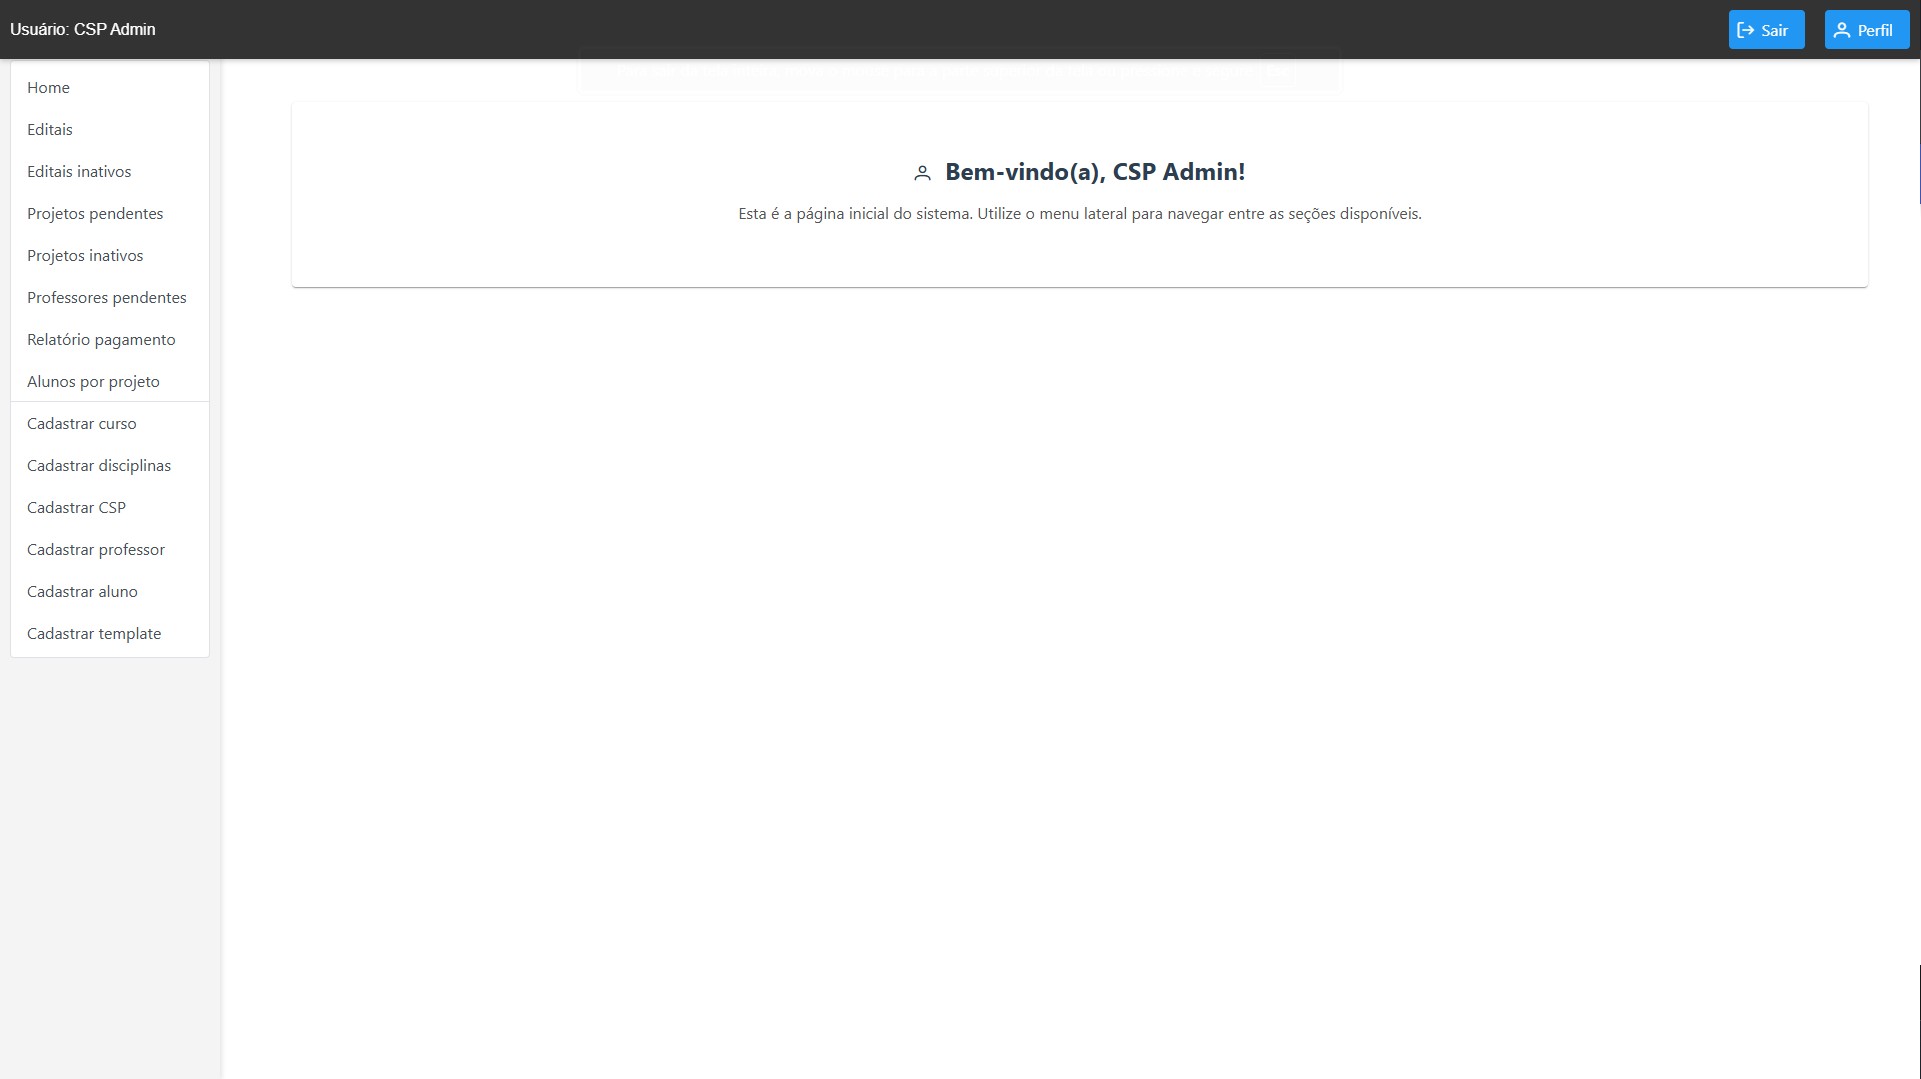 Usuário: CSP Admin
Sair
Perfil
Home
Editais
Editais inativos
Projetos pendentes
Projetos inativos
Professores pendentes
Relatório pagamento
Alunos por projeto
Cadastrar curso
Cadastrar disciplinas
Cadastrar CSP
Cadastrar professor
Cadastrar aluno
Cadastrar template
Bem-vindo(a), CSP Admin!
Esta é a página inicial do sistema. Utilize o menu lateral para navegar entre as seções disponíveis.